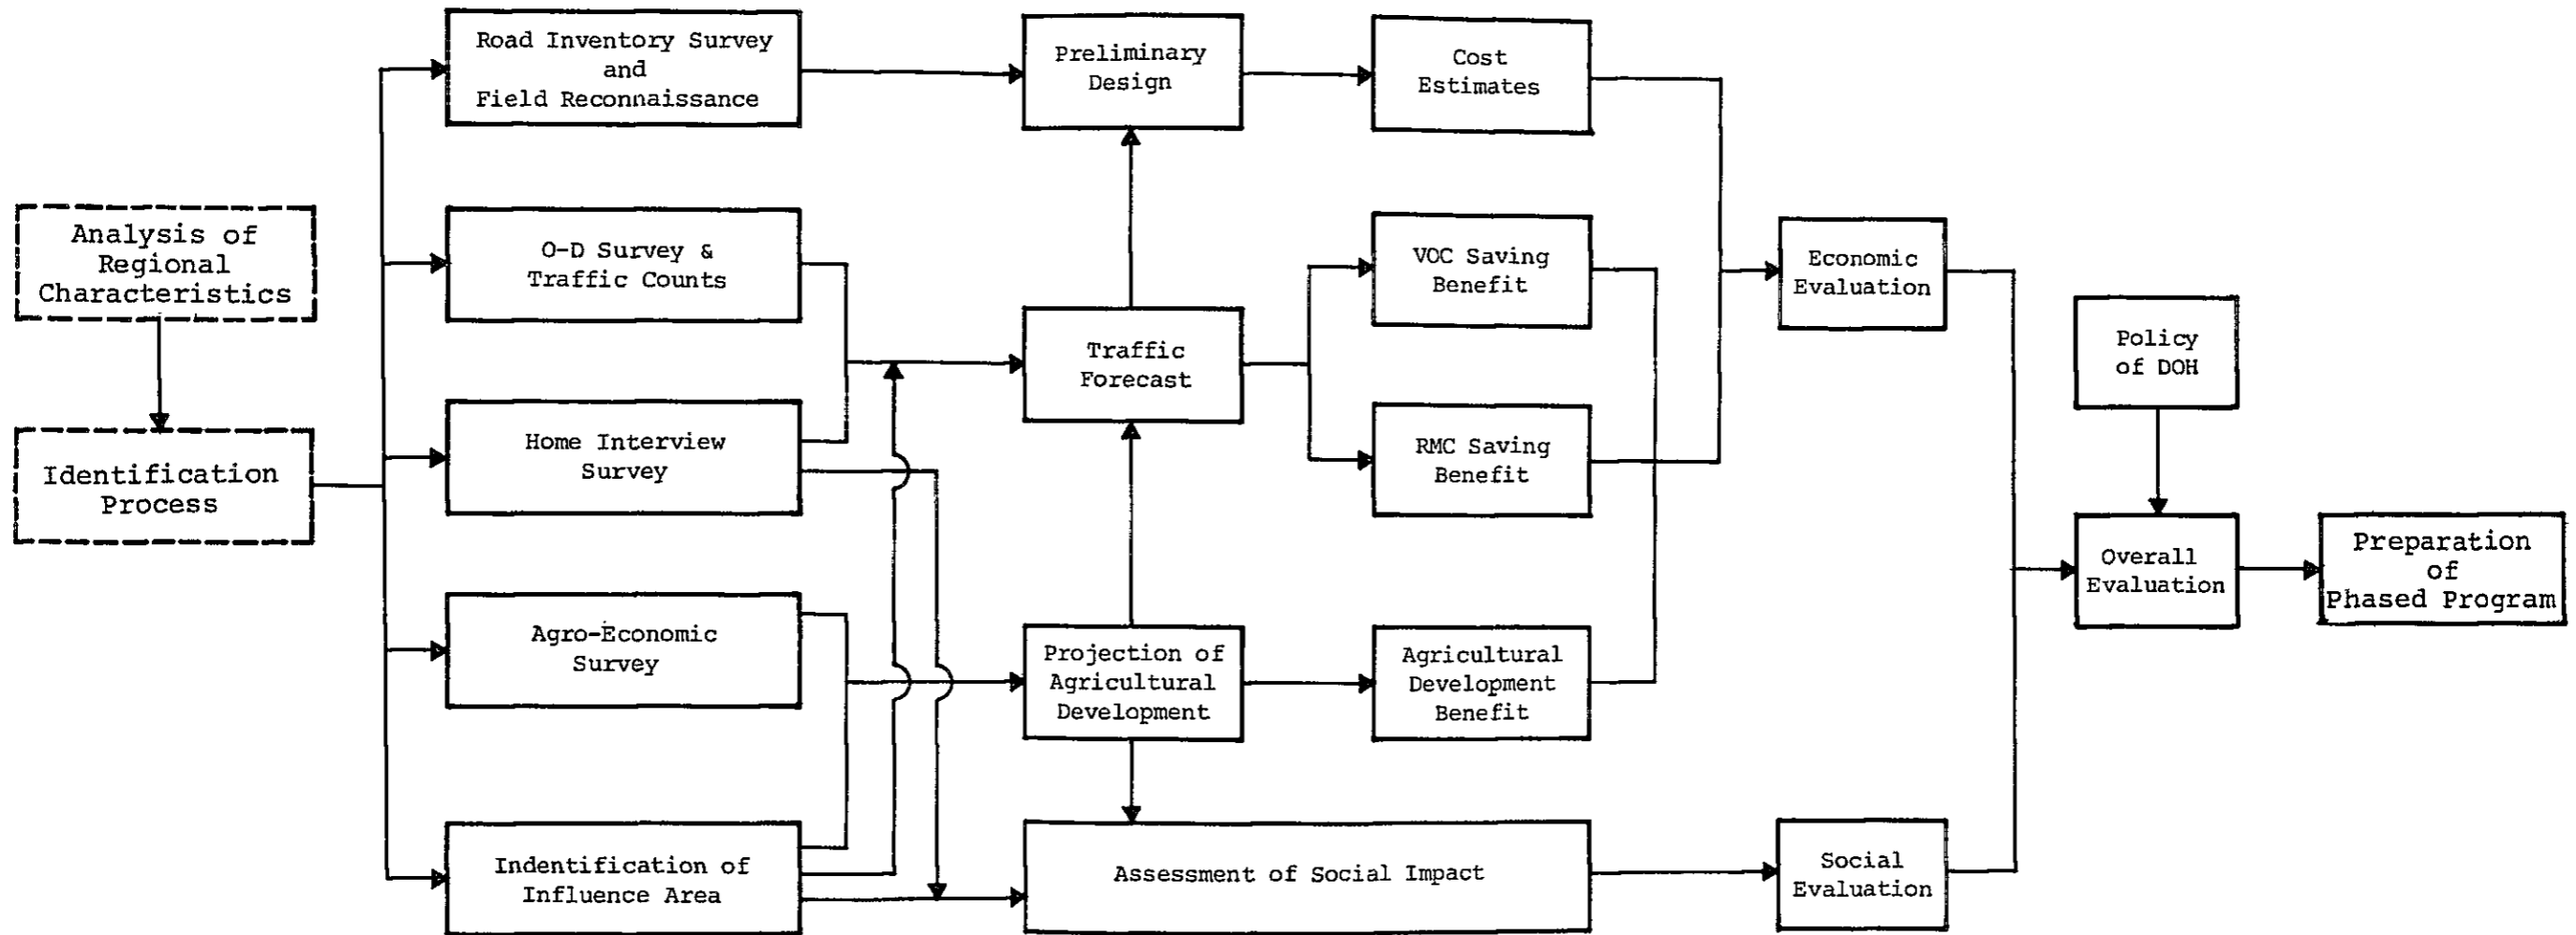 Analysis of
Regional
Characteristics
Identification
Process
Road Inventory Survey
and
Field Reconnaissance
O-D Survey &
Traffic Counts
Home Interview
Survey
Agro-Economic
Survey
Indentification of
Influence Area
Preliminary
Design
Traffic
Forecast
Projection of
Agricultural
Development
Assessment of Social Impact
Cost
Estimates
VOC Saving
Benefit
RMC Saving
Benefit
Agricultural
Development
Benefit
Economic
Evaluation
Social
Evaluation
Policy
of DOH
Overall
Evaluation
Preparation
of
Phased Program